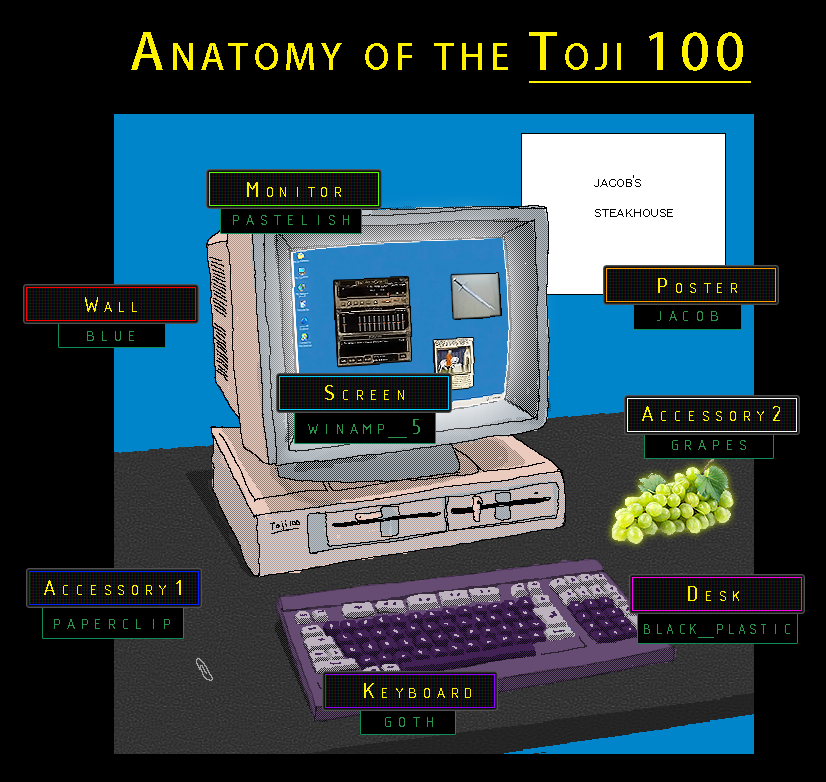 ANATOMY OF THE TOJI 100
JACOB'S
STEAKHOUSE
MONITOR
PASTELISH
WALL
BLUE
POSTER
JACOB
SCREEN
WINAMP_5
ACCESSORY2
GRAPES
Toji100
ACCESSORY1
PAPERCLIP
DESK
BLACK_PLASTIC
KEYBOARD
GOTH